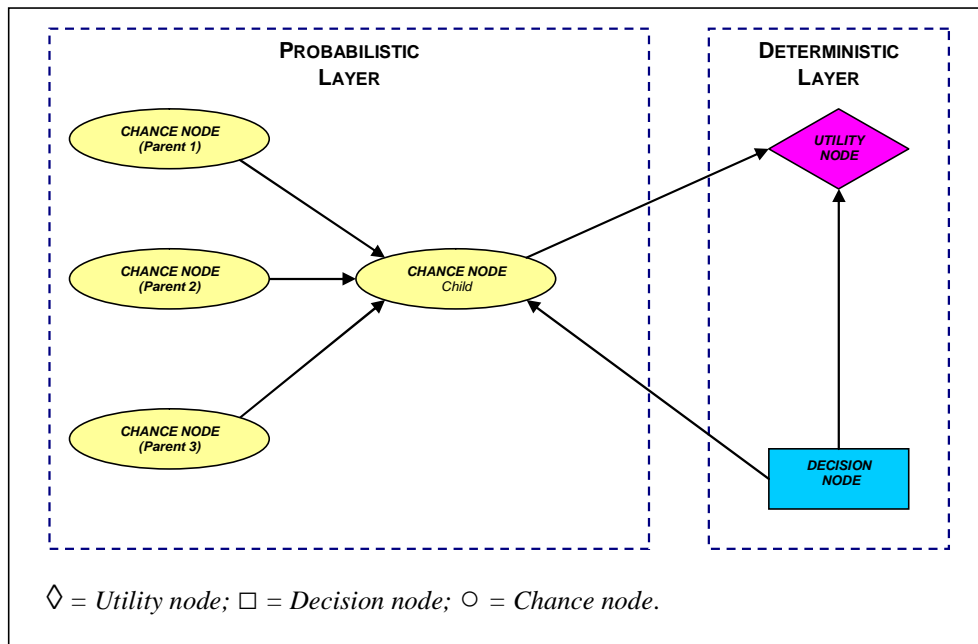 PROBABILISTIC
LAYER
DETERMINISTIC
LAYER
CHANCE NODE
(Parent 1)
UTILITY
NODE
CHANCE NODE
(Parent 2)
CHANCE NODE
Child
CHANCE NODE
(Parent 3)
DECISION
NODE
◊ = Utility node; □ = Decision node; ○ = Chance node.